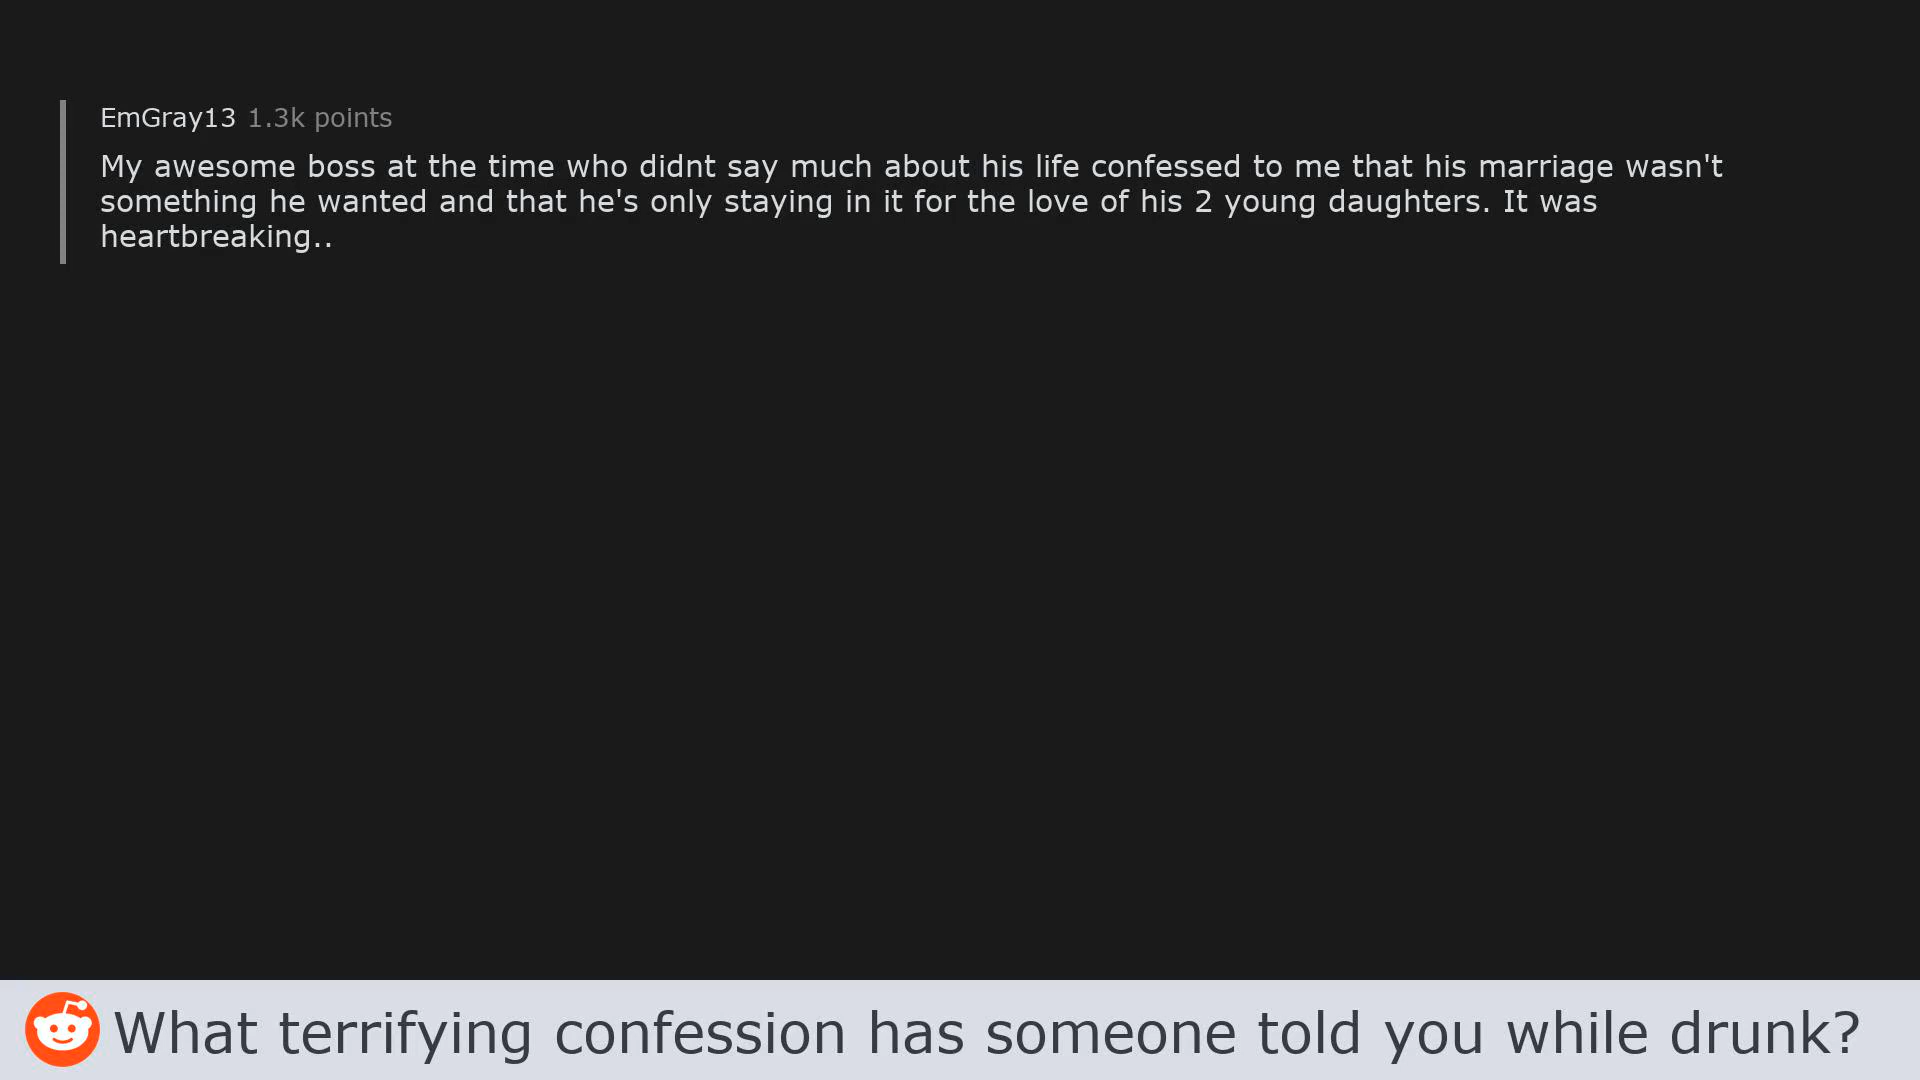 EmGray13 1.3k points
My awesome boss at the time who didnt say much about his life confessed to me that his marriage wasn't
something he wanted and that he's only staying in it for the love of his 2 young daughters. It was
heartbreaking..
What terrifying confession has someone told you while drunk?